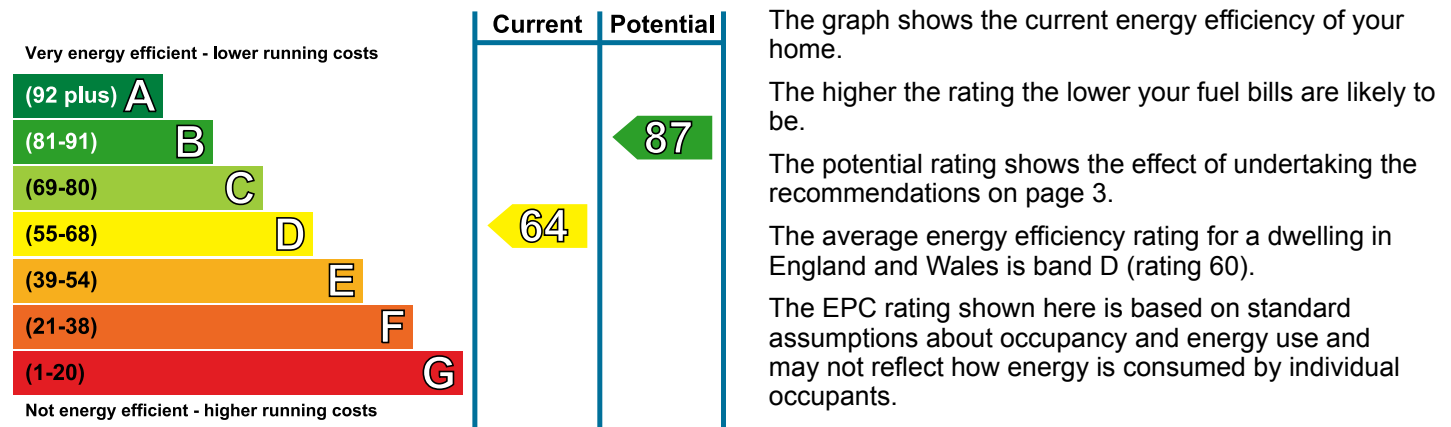 Current Potential
Very energy efficient - lower running costs
(92 plus) A
(81-91) B
87
(69-80) C
(55-68) D
64
(39-54) E
(21-38) F
(1-20) G
Not energy efficient - higher running costs
The graph shows the current energy efficiency of your
home.
The higher the rating the lower your fuel bills are likely to
be.
The potential rating shows the effect of undertaking the
recommendations on page 3.
The average energy efficiency rating for a dwelling in
England and Wales is band D (rating 60).
The EPC rating shown here is based on standard
assumptions about occupancy and energy use and
may not reflect how energy is consumed by individual
occupants.